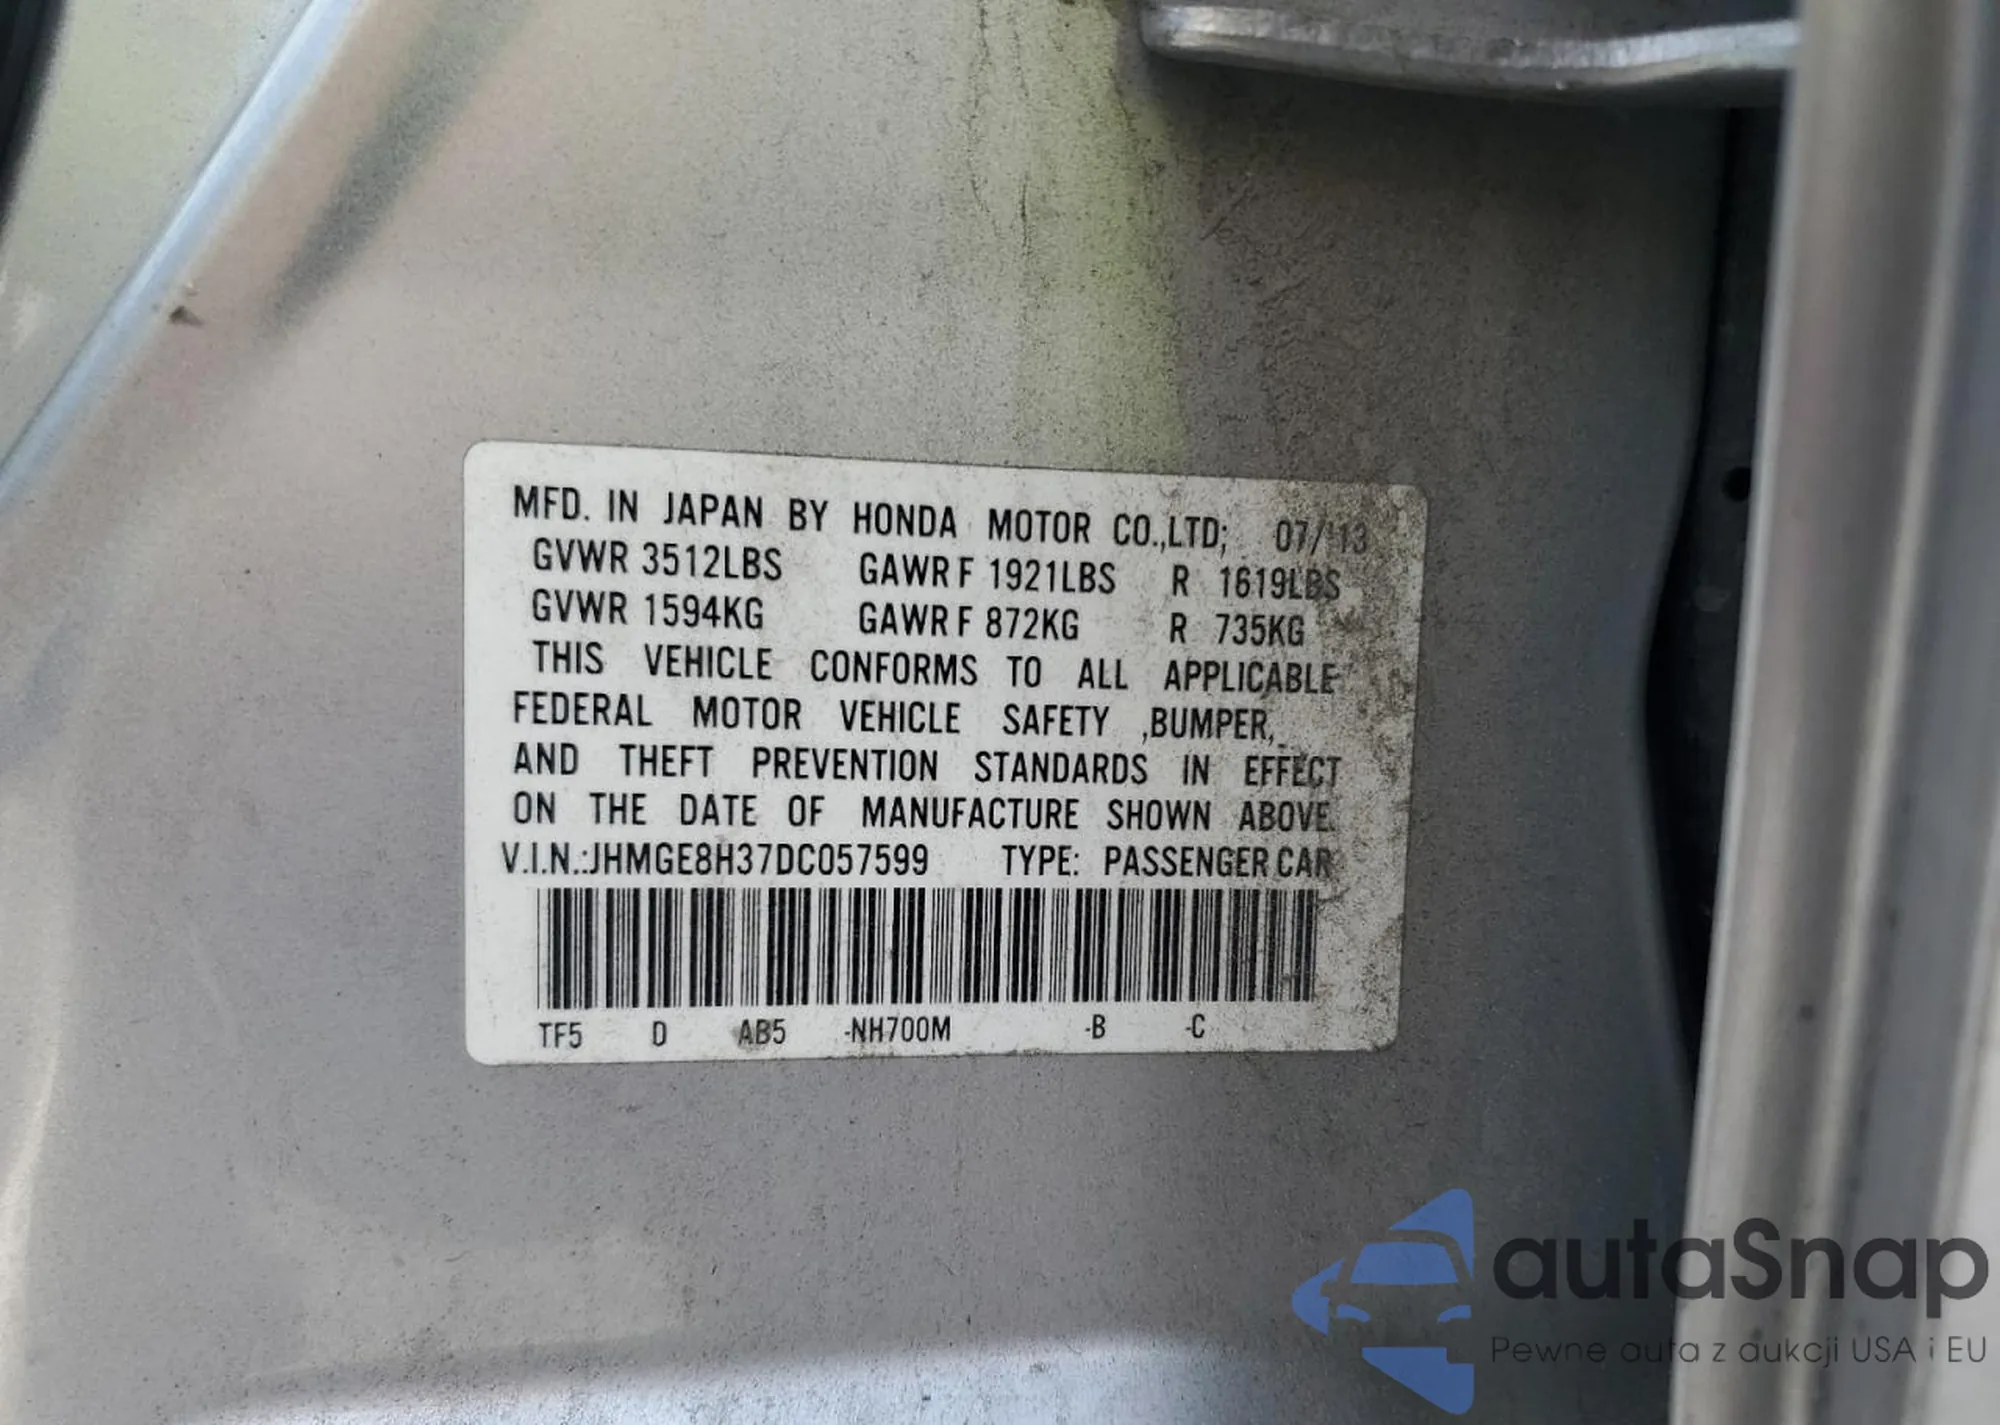 MFD. IN JAPAN BY HONDA MOTOR CO.,LTD; 07/'13
GVWR 3512LBS GAWR F 1921LBS R 1619LBS
GVWR 1594KG GAWR F 872KG R 735KG
THIS VEHICLE CONFORMS TO ALL APPLICABLE
FEDERAL MOTOR VEHICLE SAFETY ,BUMPER,
AND THEFT PREVENTION STANDARDS IN EFFECT
ON THE DATE OF MANUFACTURE SHOWN ABOVE.
V.I.N.:JHMGE8H37DC057599 TYPE: PASSENGER CAR
TF5 D AB5 -NH700M -B -C
autaSnap
Pewne auta z aukcji USA i EU